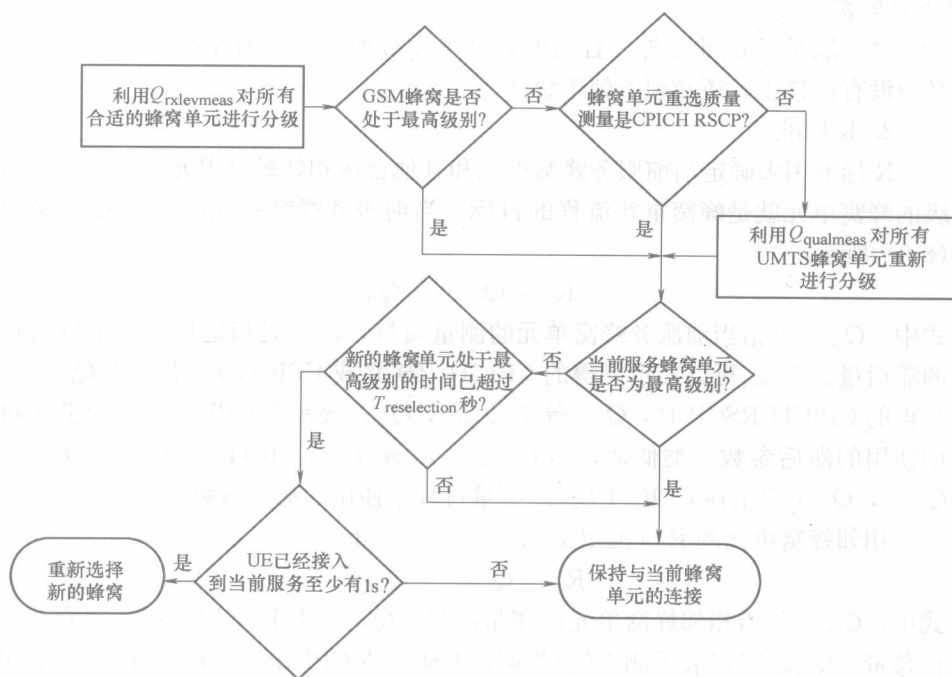 利用Qrxlevmeas对所有
合适的蜂窝单元进行分级
GSM蜂窝是否
处于最高级别?
否
蜂窝单元重选质量
测量是CPICH RSCP?
否
是
是
利用Qqualmeas对所有
UMTS蜂窝单元重新
进行分级
新的蜂窝单元处于最
高级别的时间已超过
Treselection秒?
否
当前服务蜂窝单元
是否为最高级别?
是
否
是
重新选择
新的蜂窝
是
UE已经接入
到当前服务至少有1s?
否
保持与当前蜂窝
单元的连接